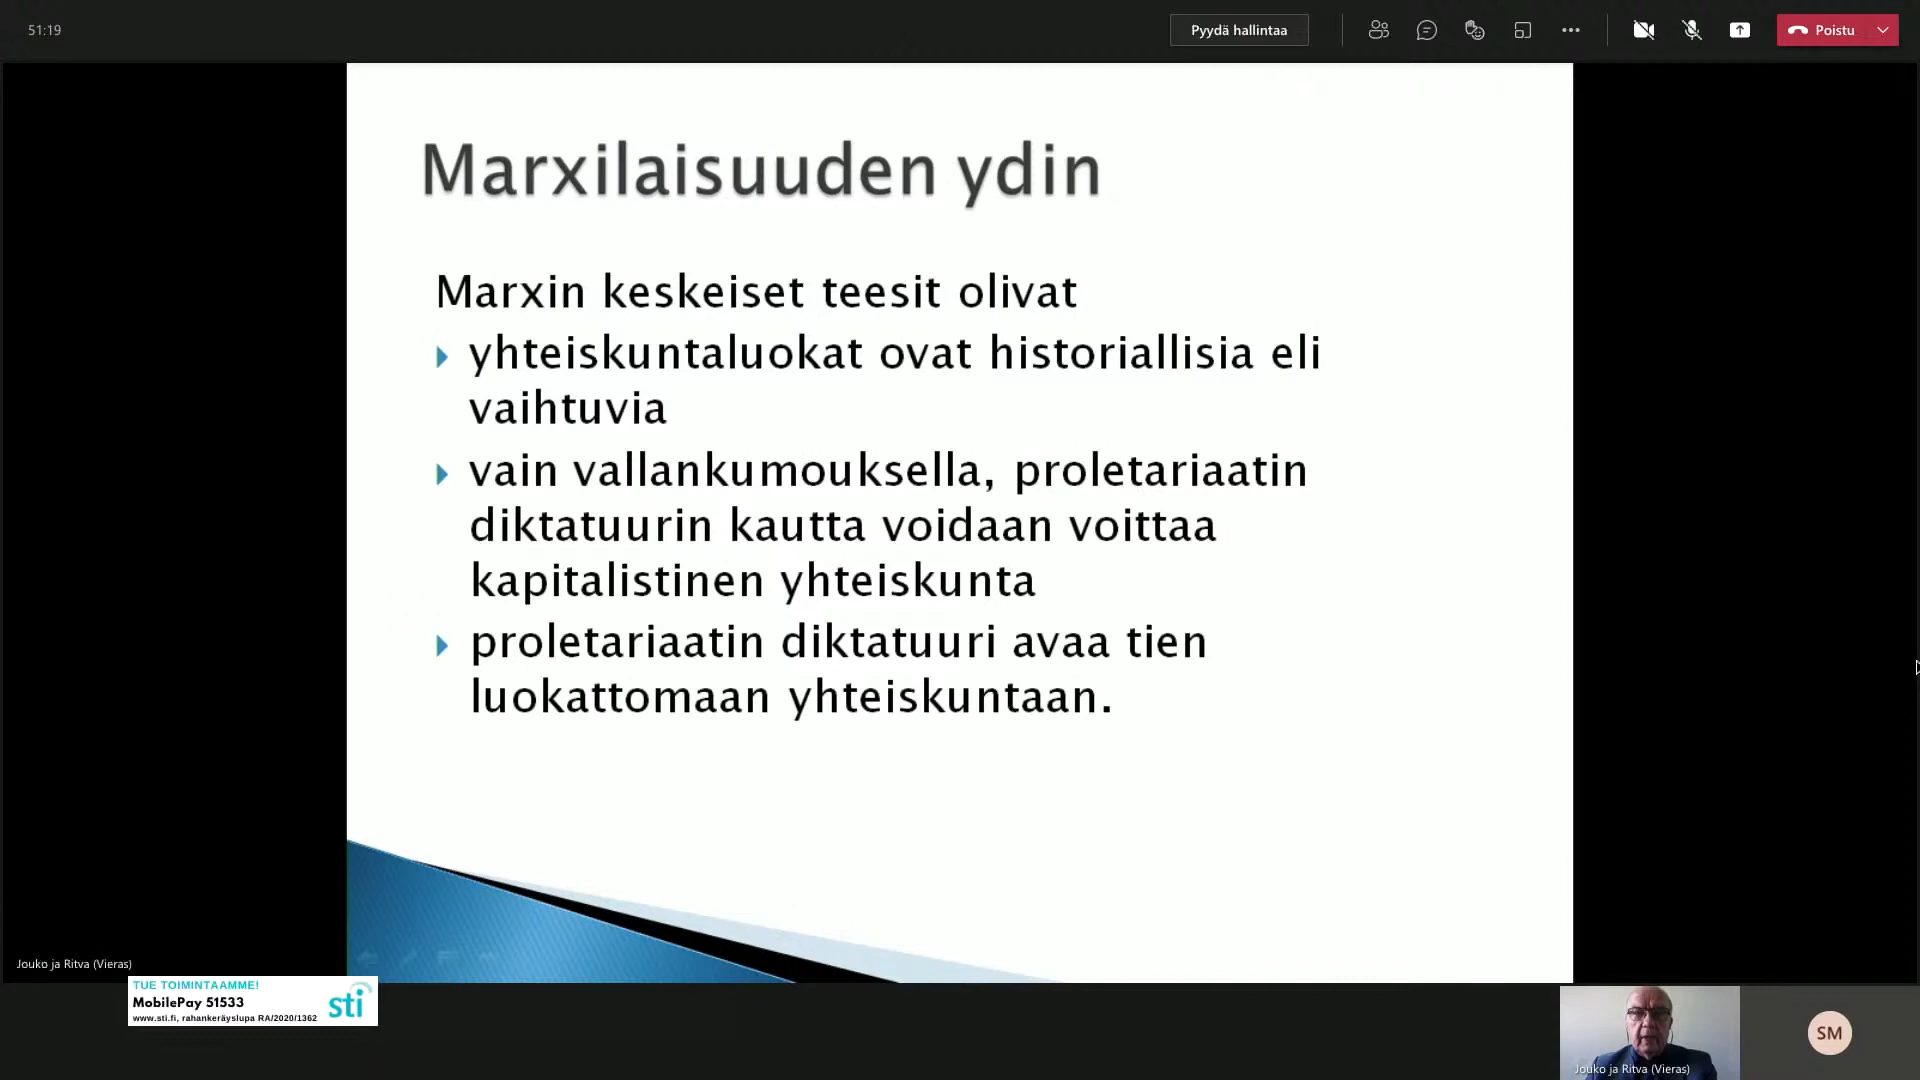 51:19
Pyydä hallintaa
Poistu
Marxilaisuuden ydin
Marxin keskeiset teesit olivat
yhteiskuntaluokat ovat historiallisia eli
vaihtuvia
vain vallankumouksella, proletariaatin
diktatuurin kautta voidaan voittaa
kapitalistinen yhteiskunta
proletariaatin diktatuuri avaa tien
luokattomaan yhteiskuntaan.
Jouko ja Ritva (Vieras)
TUE TOIMINTAAMME!
MobilePay 51533
www.sti.fi, rahankeräyslupa RA/2020/1362
sti
Jouko ja Ritva (Vieras)
SM